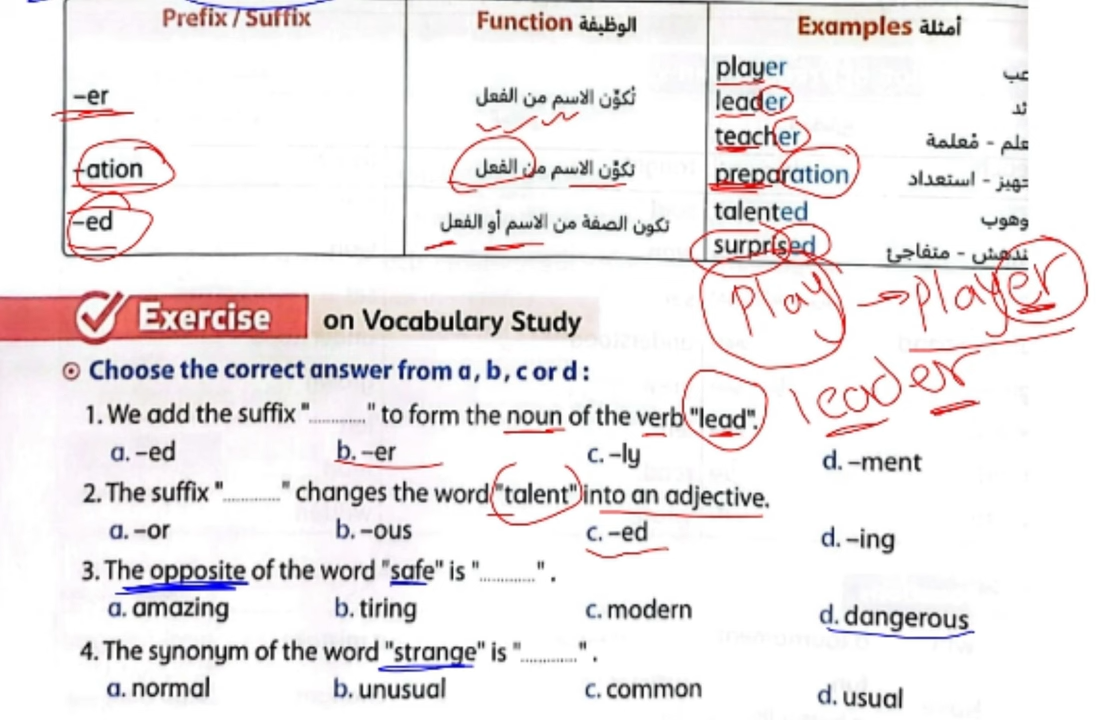 Prefix / Suffix Function الوظيفة Examples أمثلة
-er تُكوِّن الاسم من الفعل player
leader
teacher
-ation تكوِّن الاسم من الفعل preparation تجهيز - استعداد
-ed تكون الصفة من الاسم أو الفعل talented
surprised مندهش - متفاجئ
play → player
leader
Exercise on Vocabulary Study
Choose the correct answer from a, b, c or d :
1. We add the suffix "............" to form the noun of the verb "lead".
a. -ed b. -er c. -ly d. -ment
2. The suffix "............" changes the word "talent" into an adjective.
a. -or b. -ous c. -ed d. -ing
3. The opposite of the word "safe" is "............" .
a. amazing b. tiring c. modern d. dangerous
4. The synonym of the word "strange" is "............" .
a. normal b. unusual c. common d. usual